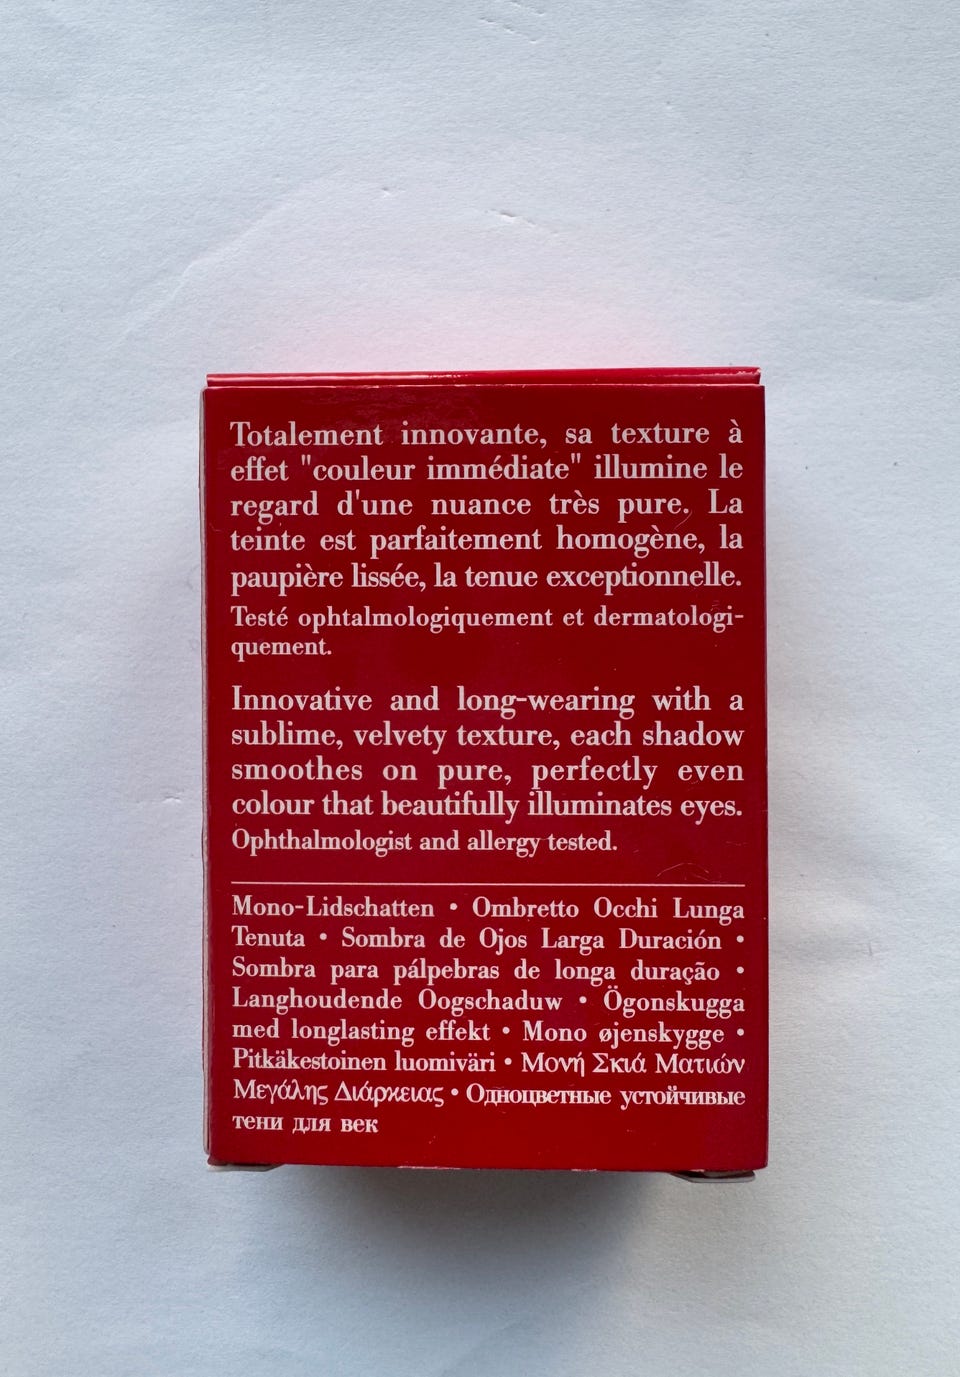 Totalement innovante, sa texture à
effet "couleur immédiate" illumine le
regard d'une nuance très pure. La
teinte est parfaitement homogène, la
paupière lissée, la tenue exceptionnelle.
Testé ophtalmologiquement et dermatologi-
quement.
Innovative and long-wearing with a
sublime, velvety texture, each shadow
smoothes on pure, perfectly even
colour that beautifully illuminates eyes.
Ophthalmologist and allergy tested.
Mono-Lidschatten • Ombretto Occhi Lunga
Tenuta • Sombra de Ojos Larga Duración •
Sombra para pálpebras de longa duração •
Langhoudende Oogschaduw • Ögonskugga
med longlasting effekt • Mono øjenskygge •
Pitkäkestoinen luomiväri • Μονή Σκιά Ματιών
Μεγάλης Διάρκειας • Одноцветные устойчивые
тени для век